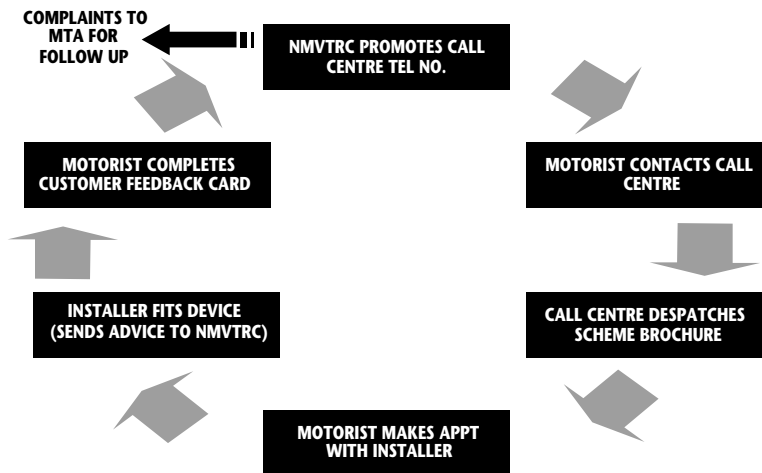 COMPLAINTS TO
MTA FOR
FOLLOW UP
NMVTRC PROMOTES CALL
CENTRE TEL NO.
MOTORIST COMPLETES
CUSTOMER FEEDBACK CARD
MOTORIST CONTACTS CALL
CENTRE
INSTALLER FITS DEVICE
(SENDS ADVICE TO NMVTRC)
CALL CENTRE DESPATCHES
SCHEME BROCHURE
MOTORIST MAKES APPT
WITH INSTALLER